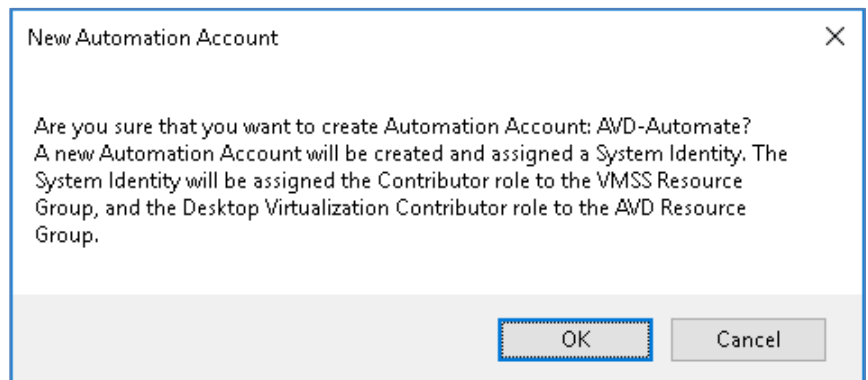 New Automation Account
Are you sure that you want to create Automation Account: AVD-Automate?
A new Automation Account will be created and assigned a System Identity. The
System Identity will be assigned the Contributor role to the VMSS Resource
Group, and the Desktop Virtualization Contributor role to the AVD Resource
Group.
OK
Cancel